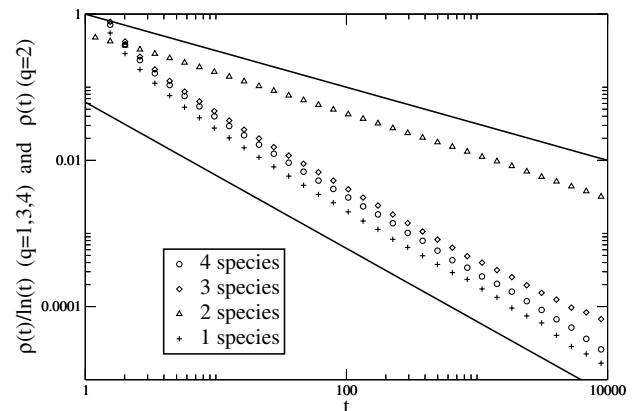 1
0.01
0.0001
ρ(t)/ln(t) (q=1,3,4) and ρ(t) (q=2)
4 species
3 species
2 species
1 species
1
100
10000
t